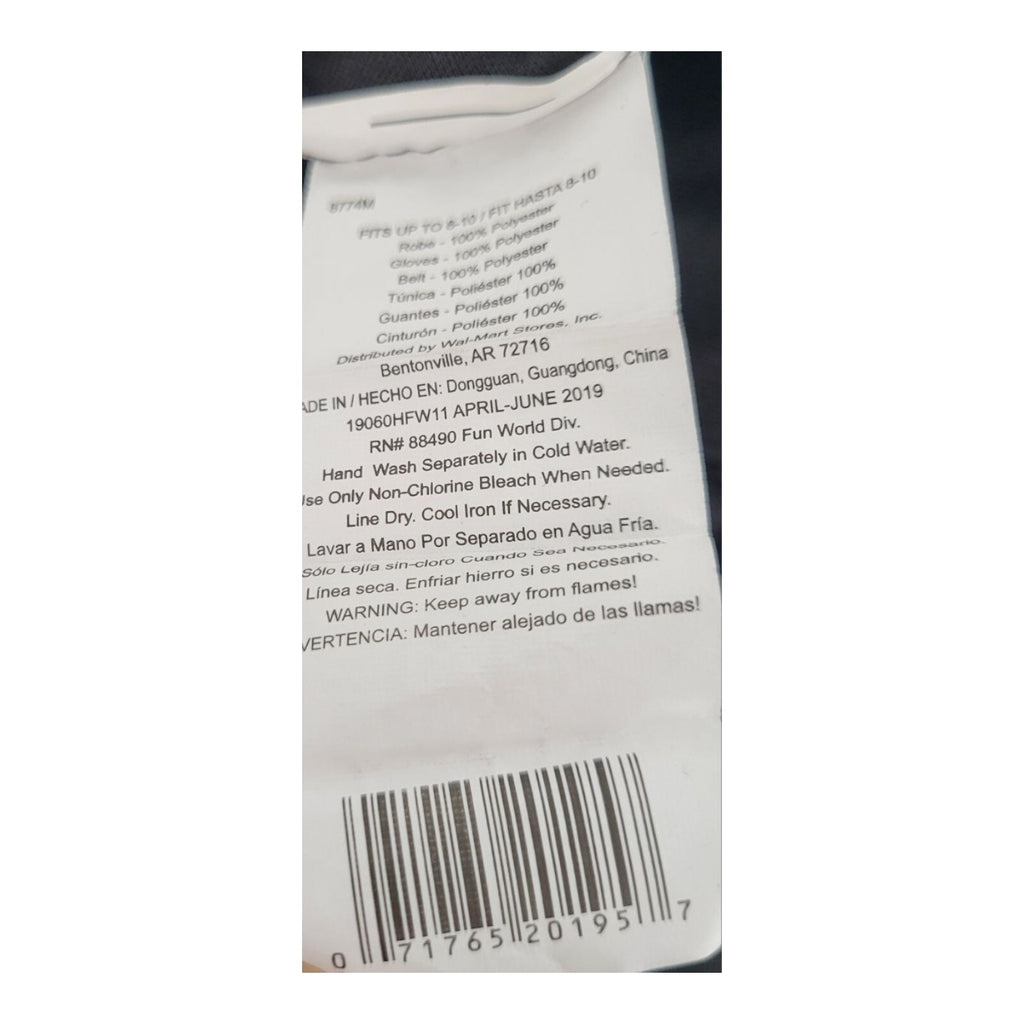 8774M
FITS UP TO 8-10 / FIT HASTA 8-10
Robe - 100% Polyester
Gloves - 100% Polyester
Belt - 100% Polyester
Túnica - Poliéster 100%
Guantes - Poliéster 100%
Cinturón - Poliéster 100%
Distributed by Wal-Mart Stores, Inc.
Bentonville, AR 72716
ADE IN / HECHO EN: Dongguan, Guangdong, China
19060HFW11 APRIL-JUNE 2019
RN# 88490 Fun World Div.
Hand Wash Separately in Cold Water.
Use Only Non-Chlorine Bleach When Needed.
Line Dry. Cool Iron If Necessary.
Lavar a Mano Por Separado en Agua Fría.
Sólo Lejía sin-cloro Cuando Sea Necesario.
Línea seca. Enfriar hierro si es necesario.
WARNING: Keep away from flames!
VERTENCIA: Mantener alejado de las llamas!
0 71765 20195 7